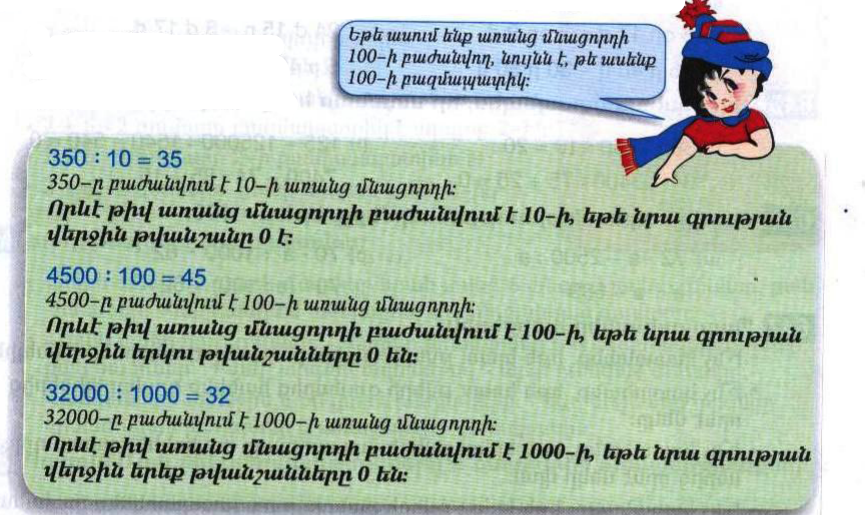 Եթե ասում ենք առանց մնացորդի
100–ի բաժանվող, նույնն է, թե ասենք
100–ի բազմապատիկ:
350 : 10 = 35
350–ը բաժանվում է 10–ի առանց մնացորդի:
Որևէ թիվ առանց մնացորդի բաժանվում է 10–ի, եթե նրա գրության
վերջին թվանշանը 0 է:
4500 : 100 = 45
4500–ը բաժանվում է 100–ի առանց մնացորդի:
Որևէ թիվ առանց մնացորդի բաժանվում է 100–ի, եթե նրա գրության
վերջին երկու թվանշանները 0 են:
32000 : 1000 = 32
32000–ը բաժանվում է 1000–ի առանց մնացորդի:
Որևէ թիվ առանց մնացորդի բաժանվում է 1000–ի, եթե նրա գրության
վերջին երեք թվանշանները 0 են: